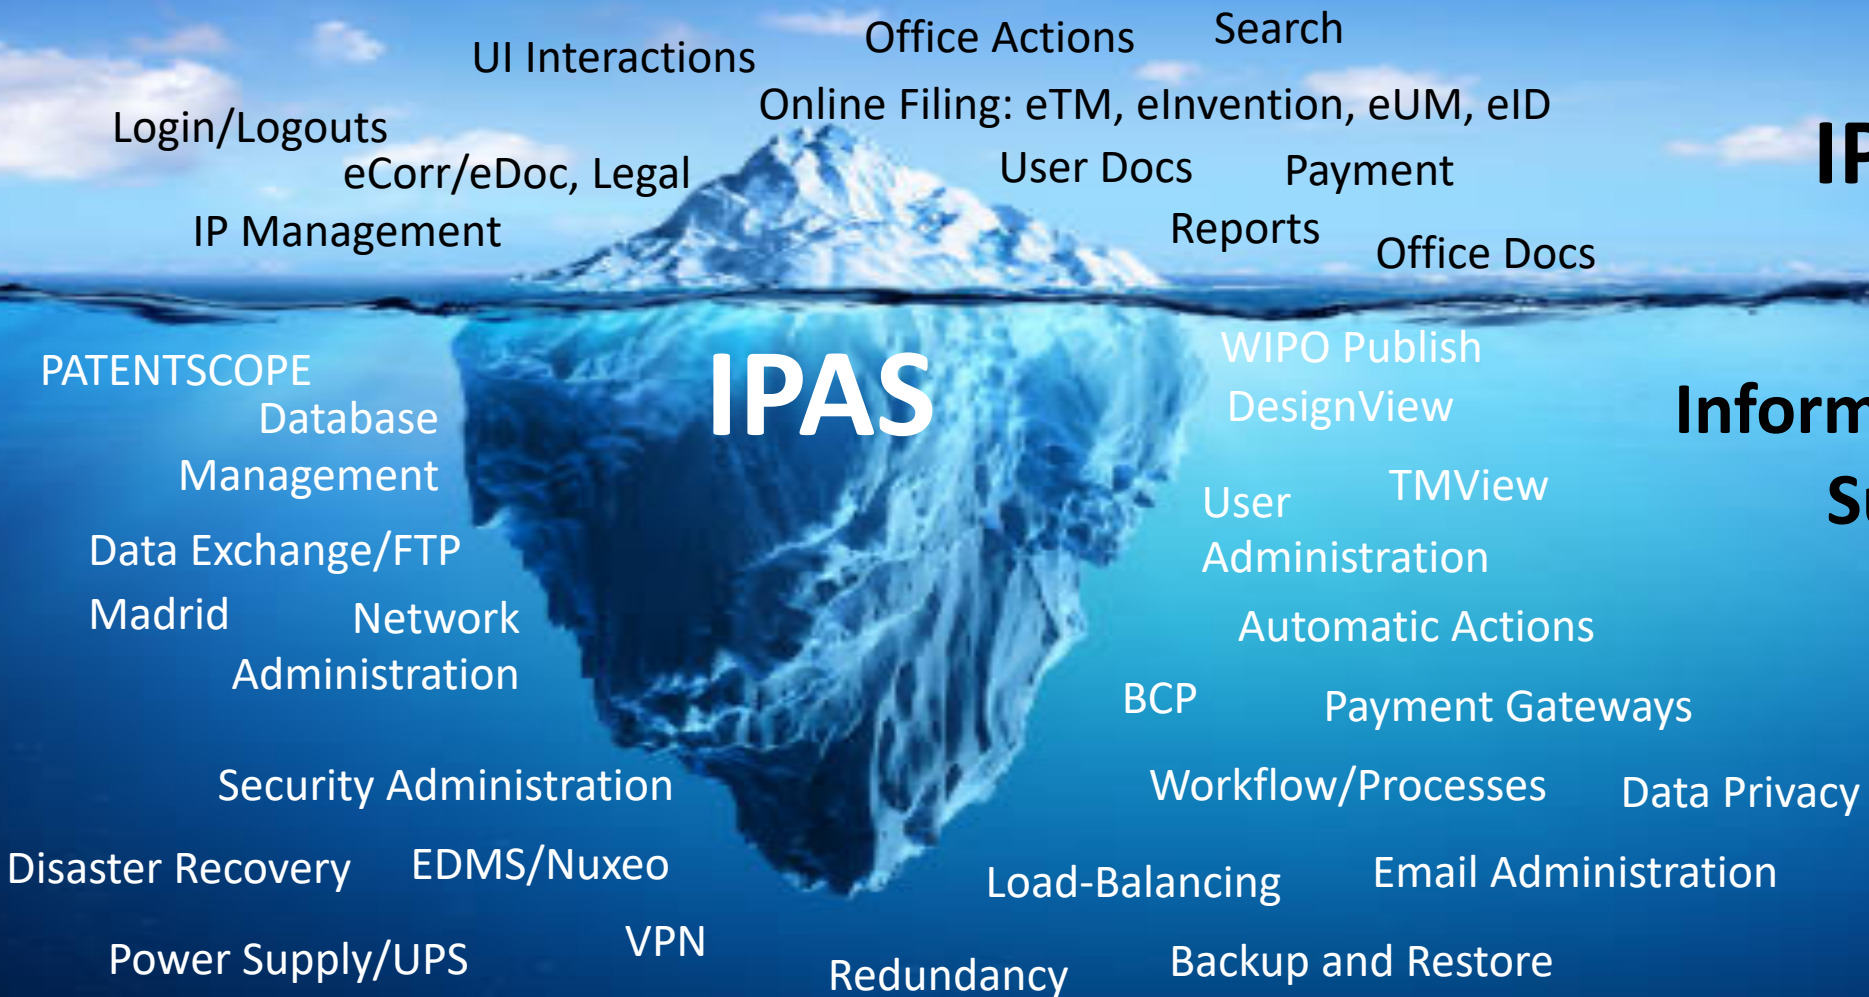 UI Interactions
Office Actions
Search
Online Filing: eTM, eInvention, eUM, eID
Login/Logouts
eCorr/eDoc, Legal
User Docs
Payment
IP Management
Reports
Office Docs
IPAS
PATENTSCOPE
Database
Management
Data Exchange/FTP
Madrid
Network
Administration
Security Administration
Disaster Recovery
EDMS/Nuxeo
Power Supply/UPS
VPN
WIPO Publish
DesignView
TMView
User
Administration
Automatic Actions
BCP
Payment Gateways
Workflow/Processes
Data Privacy
Load-Balancing
Email Administration
Redundancy
Backup and Restore